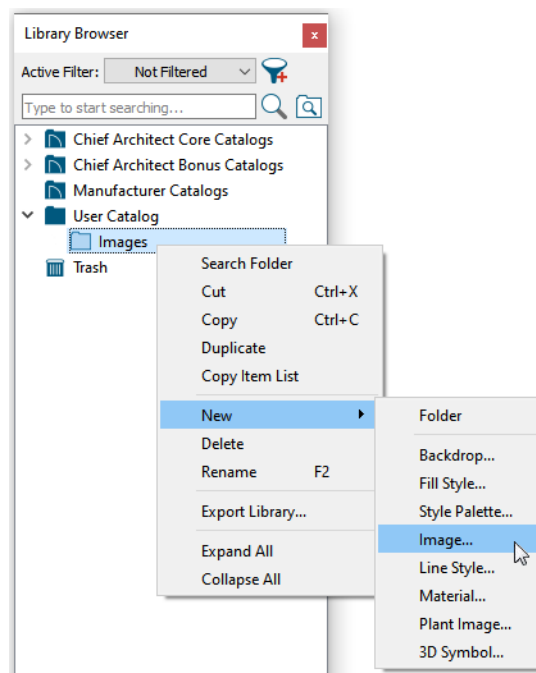 Library Browser
x
Active Filter: Not Filtered
Type to start searching...
Chief Architect Core Catalogs
Chief Architect Bonus Catalogs
Manufacturer Catalogs
User Catalog
Images
Trash
Search Folder
Cut Ctrl+X
Copy Ctrl+C
Duplicate
Copy Item List
New
Delete
Rename F2
Export Library...
Expand All
Collapse All
Folder
Backdrop...
Fill Style...
Style Palette...
Image...
Line Style...
Material...
Plant Image...
3D Symbol...